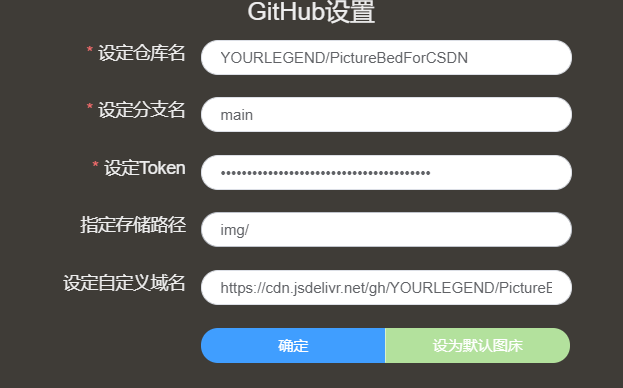 GitHub设置
* 设定仓库名 YOURLEGEND/PictureBedForCSDN
* 设定分支名 main
* 设定Token ••••••••••••••••••••••••••••••••••••••••
指定存储路径 img/
设定自定义域名 https://cdn.jsdelivr.net/gh/YOURLEGEND/PictureB
确定 设为默认图床